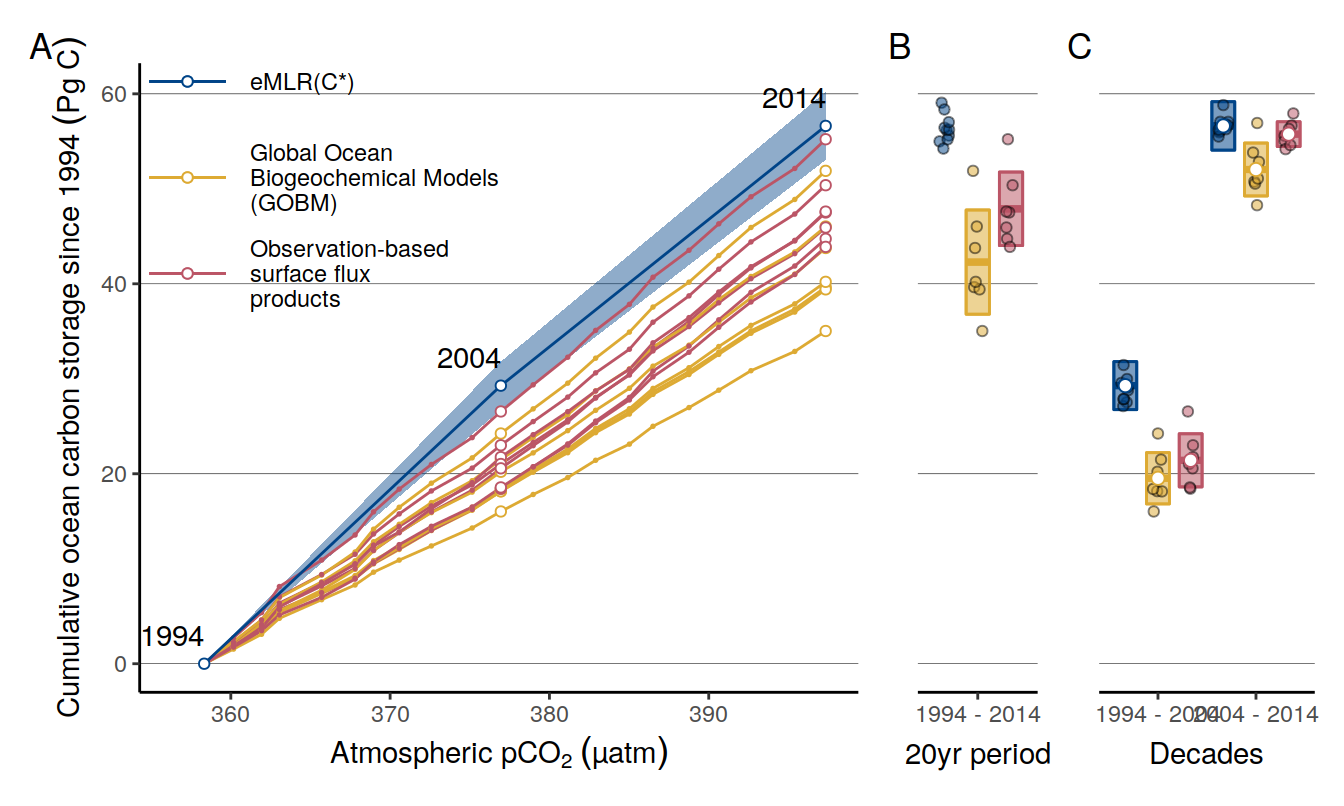 A
B
C
Cumulative ocean carbon storage since 1994 (Pg C)
60
40
20
0
eMLR(C*)
Global Ocean
Biogeochemical Models
(GOBM)
Observation-based
surface flux
products
1994
2004
2014
360
370
380
390
Atmospheric pCO₂ (μatm)
1994 - 2014
20yr period
1994 - 2004
2004 - 2014
Decades